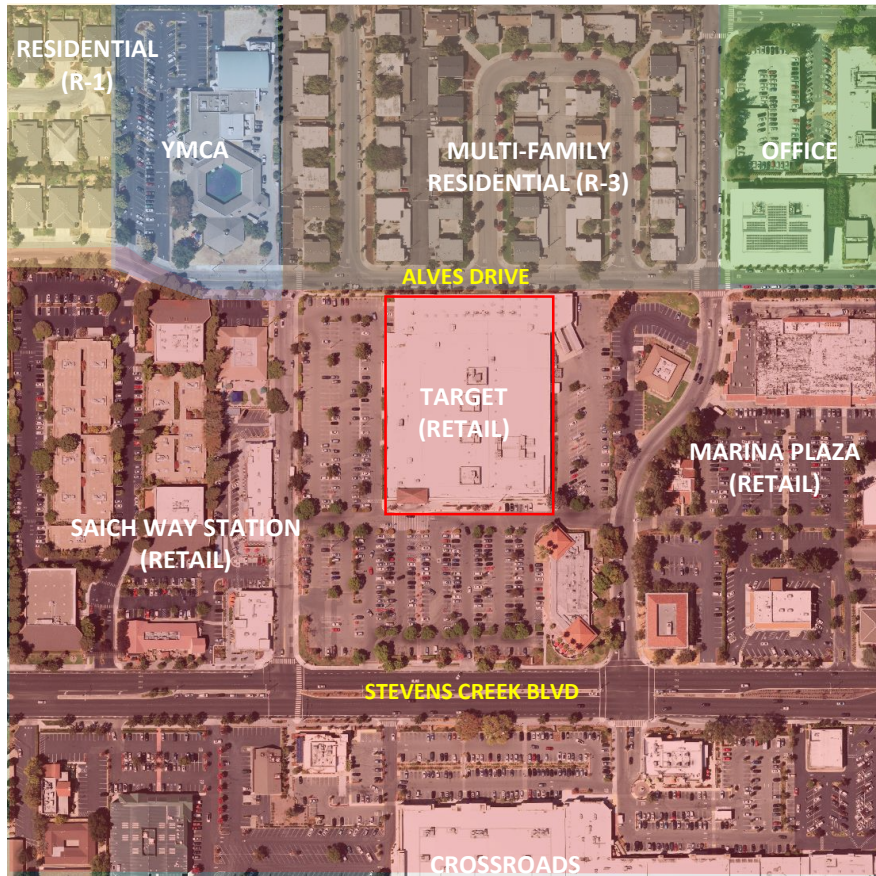 RESIDENTIAL
(R-1)
YMCA
MULTI-FAMILY
RESIDENTIAL (R-3)
OFFICE
ALVES DRIVE
TARGET
(RETAIL)
MARINA PLAZA
(RETAIL)
SAICH WAY STATION
(RETAIL)
STEVENS CREEK BLVD
CROSSROADS